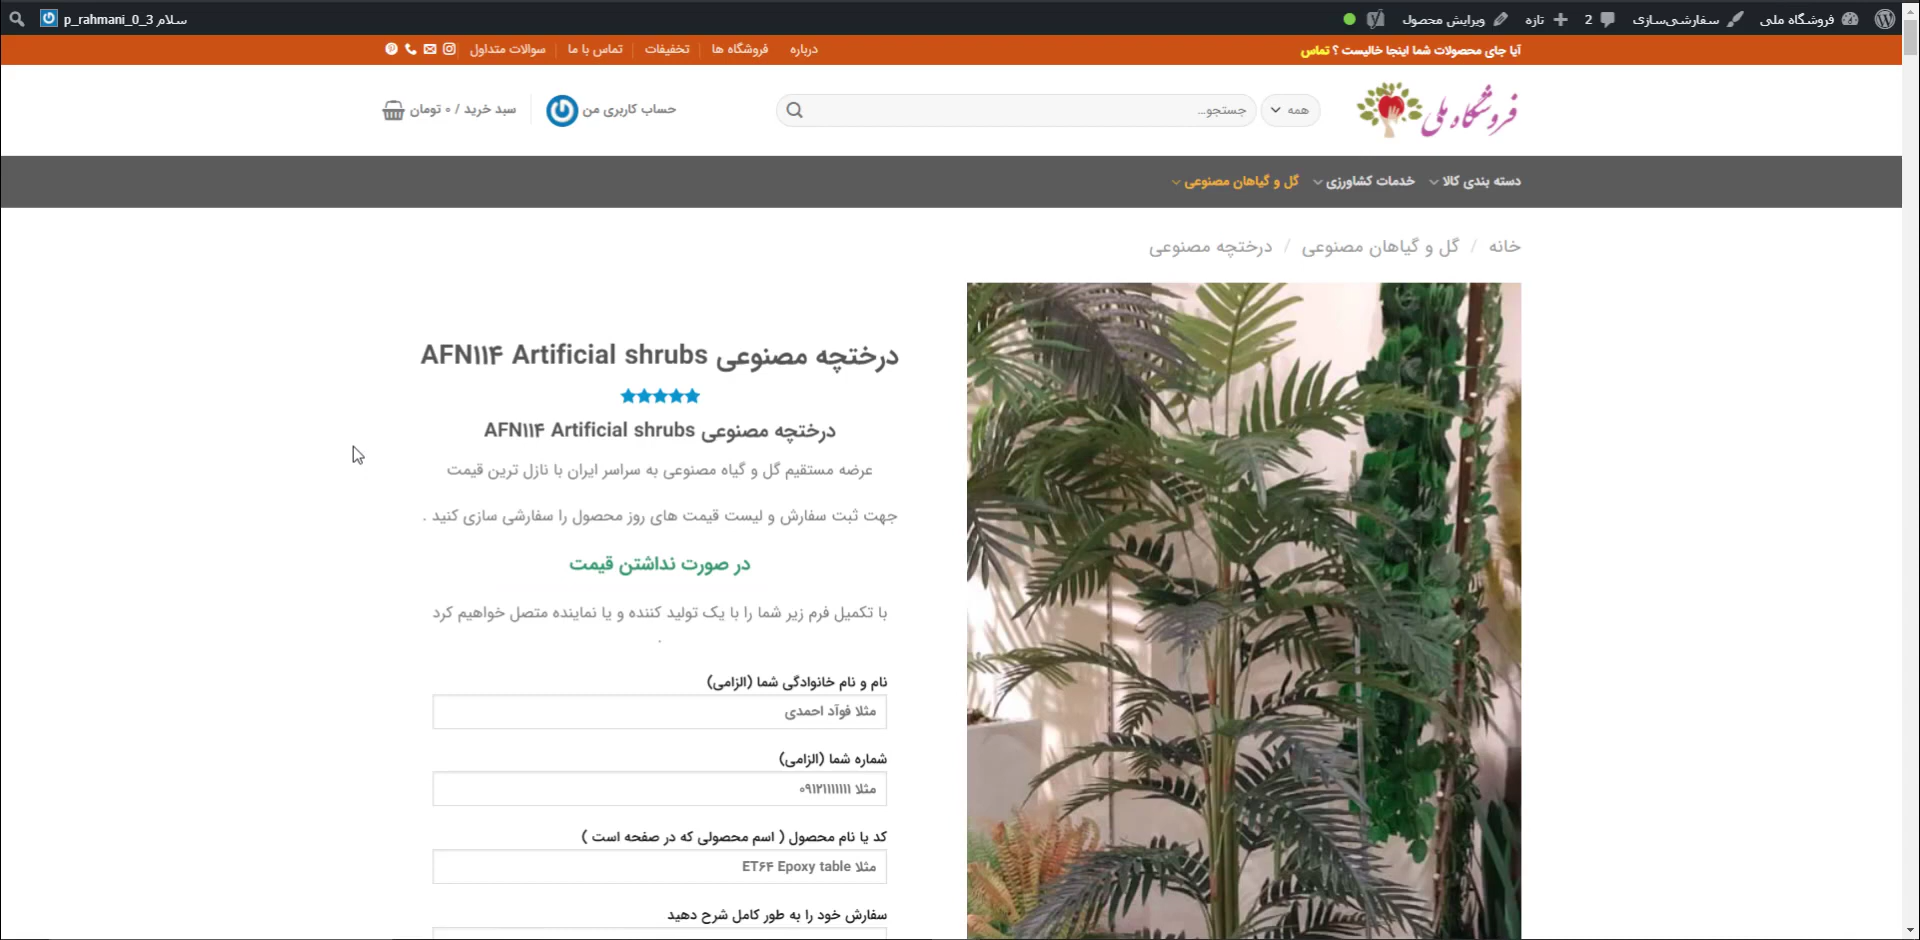 فروشگاه ملی
سفارشی‌سازی
2
تازه
ویرایش محصول
سلام p_rahmani_0_3
آیا جای محصولات شما اینجا خالیست ؟ تماس
درباره
فروشگاه ها
تخفیفات
تماس با ما
سوالات متداول
فروشگاه ملی
همه
جستجو...
حساب کاربری من
سبد خرید / ۰ تومان
دسته بندی کالا
خدمات کشاورزی
گل و گیاهان مصنوعی
خانه / گل و گیاهان مصنوعی / درختچه مصنوعی
درختچه مصنوعی AFN۱۱۴ Artificial shrubs
درختچه مصنوعی AFN۱۱۴ Artificial shrubs
عرضه مستقیم گل و گیاه مصنوعی به سراسر ایران با نازل ترین قیمت
جهت ثبت سفارش و لیست قیمت های روز محصول را سفارشی سازی کنید .
در صورت نداشتن قیمت
با تکمیل فرم زیر شما را با یک تولید کننده و یا نماینده متصل خواهیم کرد
.
نام و نام خانوادگی شما (الزامی)
مثلا فوآد احمدی
شماره شما (الزامی)
مثلا ۰۹۱۲۱۱۱۱۱۱۱
کد یا نام محصول ( اسم محصولی که در صفحه است )
مثلا ET۶۴ Epoxy table
سفارش خود را به طور کامل شرح دهید